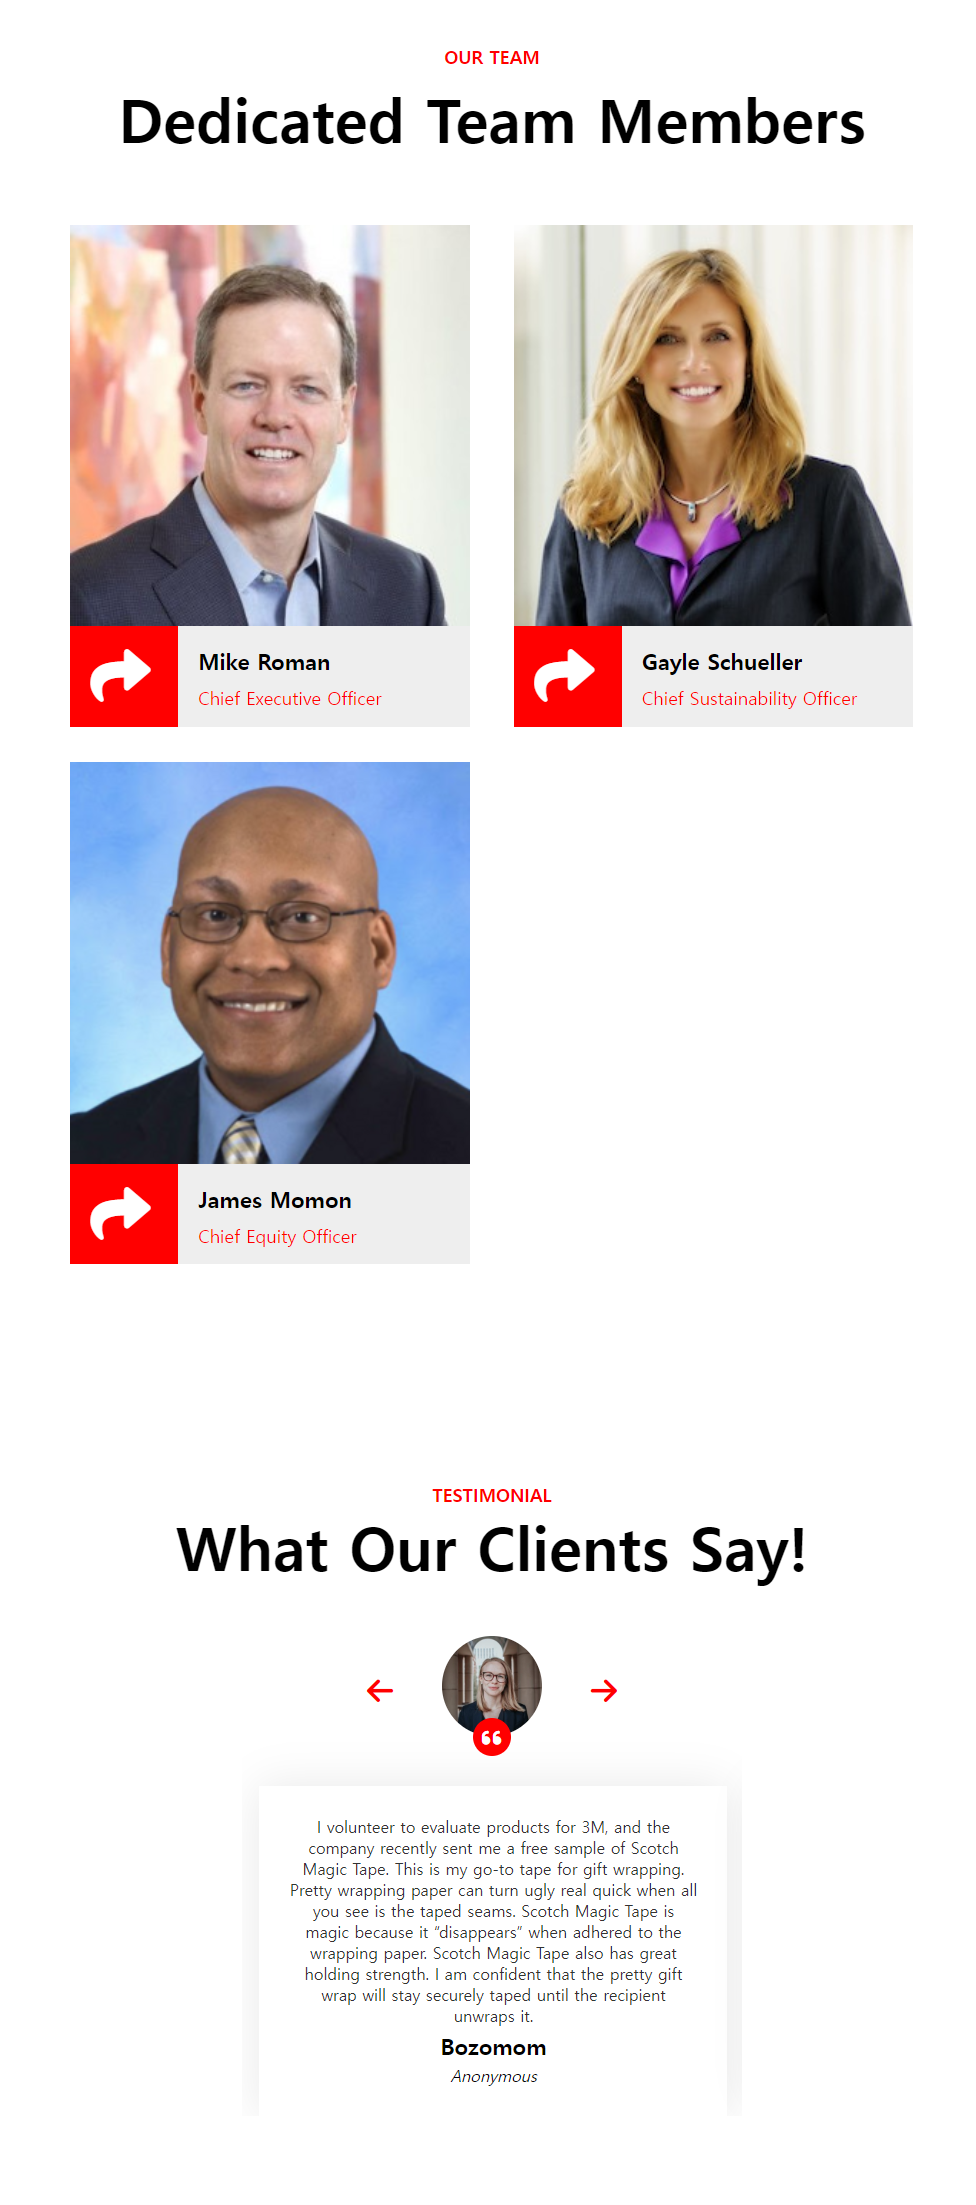 OUR TEAM
Dedicated Team Members
Mike Roman
Chief Executive Officer
Gayle Schueller
Chief Sustainability Officer
James Momon
Chief Equity Officer
TESTIMONIAL
What Our Clients Say!
I volunteer to evaluate products for 3M, and the
company recently sent me a free sample of Scotch
Magic Tape. This is my go-to tape for gift wrapping.
Pretty wrapping paper can turn ugly real quick when all
you see is the taped seams. Scotch Magic Tape is
magic because it “disappears” when adhered to the
wrapping paper. Scotch Magic Tape also has great
holding strength. I am confident that the pretty gift
wrap will stay securely taped until the recipient
unwraps it.
Bozomom
Anonymous